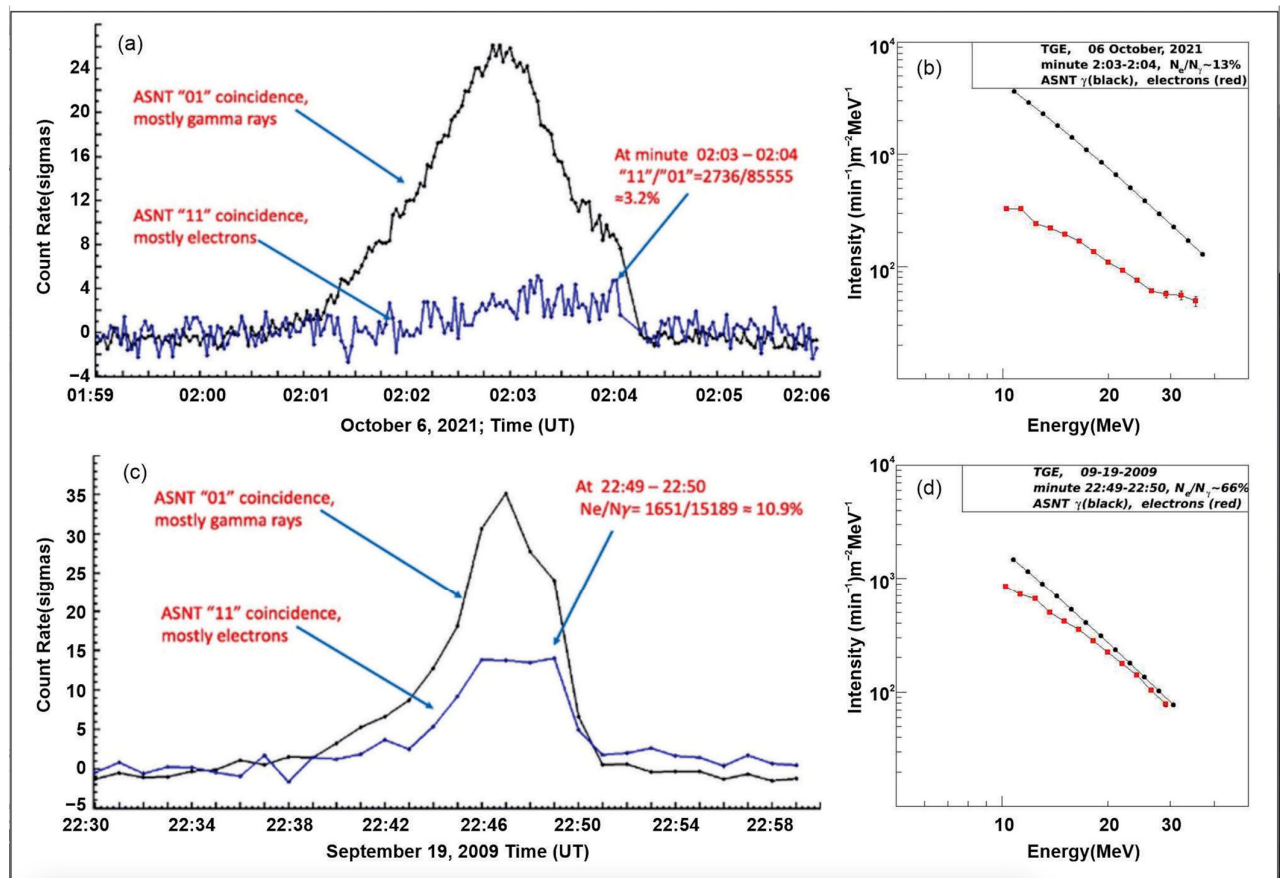 (a)
ASNT "01" coincidence,
mostly gamma rays
ASNT "11" coincidence,
mostly electrons
At minute 02:03 – 02:04
"11"/"01"=2736/85555
≈3.2%
Count Rate(sigmas)
24
20
16
12
8
4
0
−4
01:59 02:00 02:01 02:02 02:03 02:04 02:05 02:06
October 6, 2021; Time (UT)
(b)
TGE, 06 October, 2021
minute 2:03-2:04, Ne/Nγ~13%
ASNT γ(black), electrons (red)
Intensity (min⁻¹)m⁻²MeV⁻¹
10⁴
10³
10²
10 20 30
Energy(MeV)
(c)
ASNT "01" coincidence,
mostly gamma rays
ASNT "11" coincidence,
mostly electrons
At 22:49 – 22:50
Ne/Nγ= 1651/15189 ≈ 10.9%
Count Rate(sigmas)
35
30
25
20
15
10
5
0
−5
22:30 22:34 22:38 22:42 22:46 22:50 22:54 22:58
September 19, 2009 Time (UT)
(d)
TGE, 09-19-2009
minute 22:49-22:50, Ne/Nγ~66%
ASNT γ(black), electrons (red)
Intensity (min⁻¹)m⁻²MeV⁻¹
10⁴
10³
10²
10 20 30
Energy(MeV)